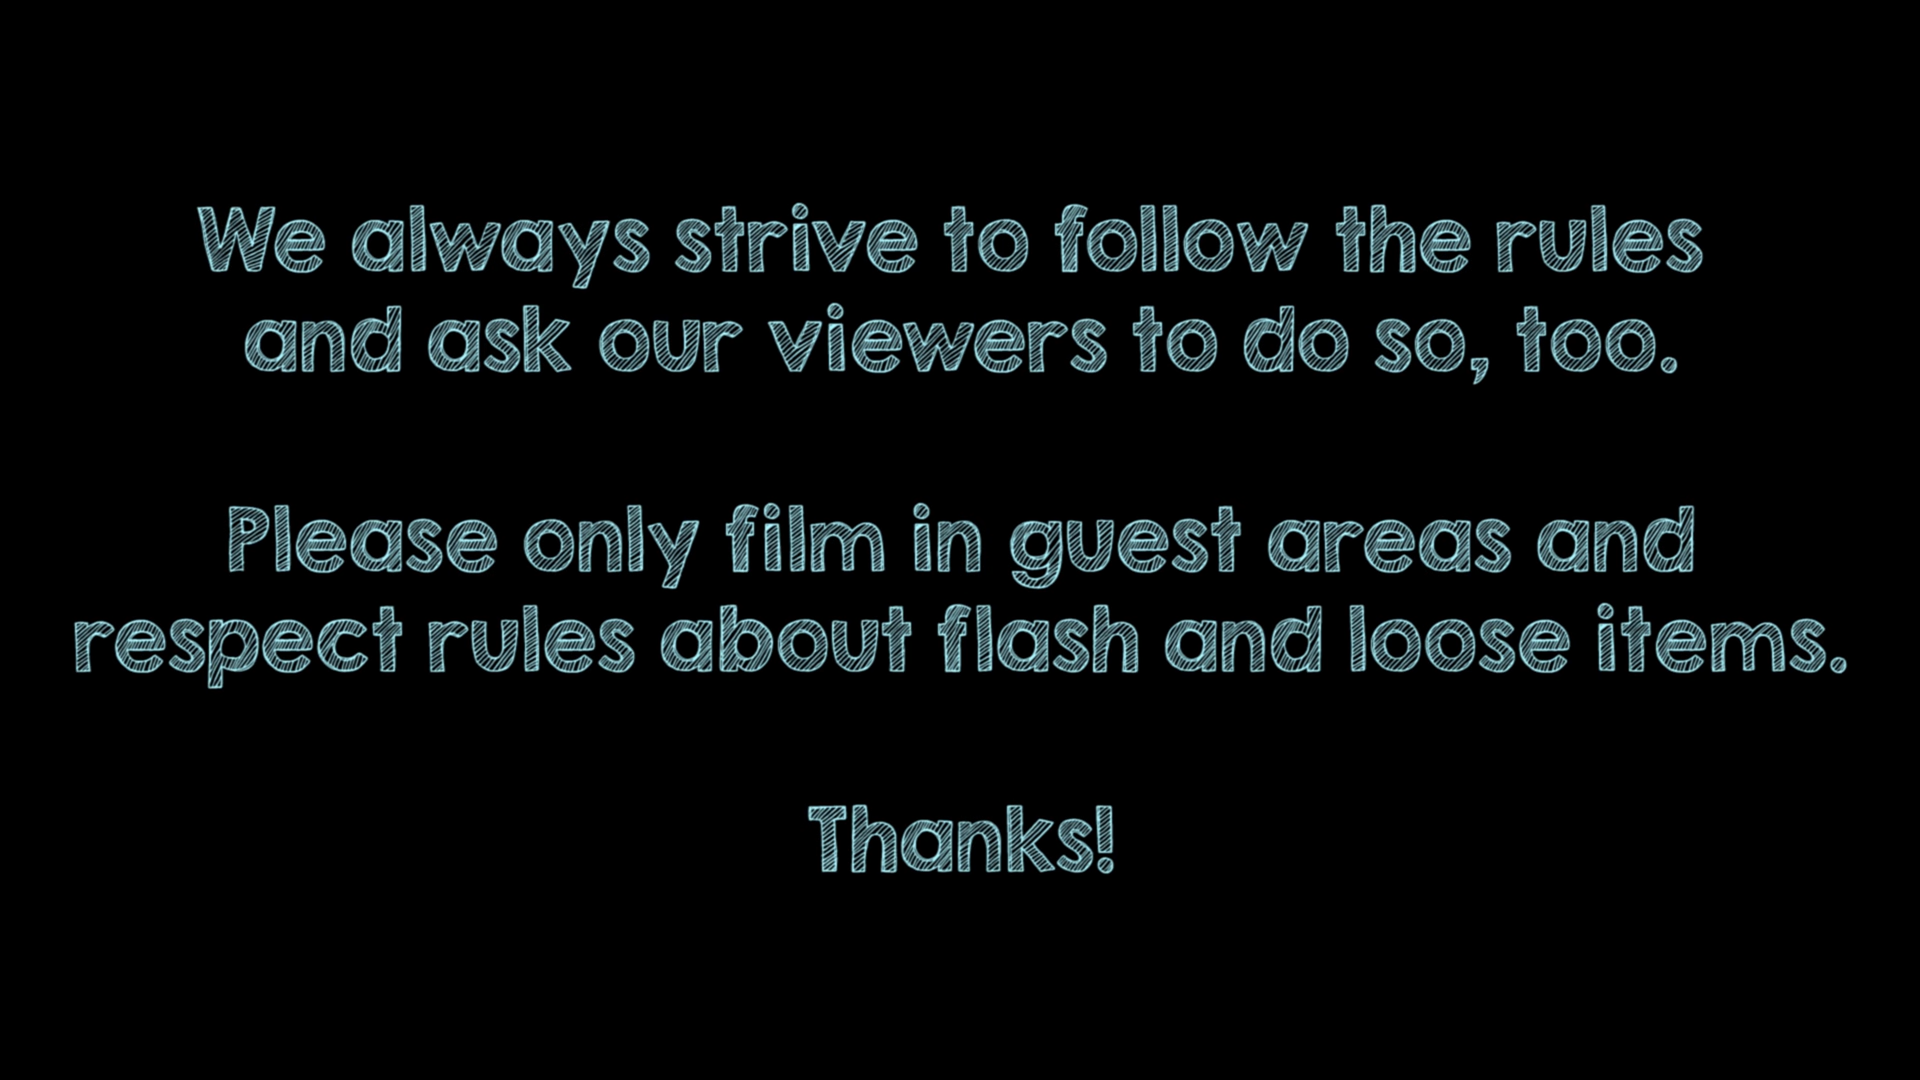 We always strive to follow the rules
and ask our viewers to do so, too.
Please only film in guest areas and
respect rules about flash and loose items.
Thanks!